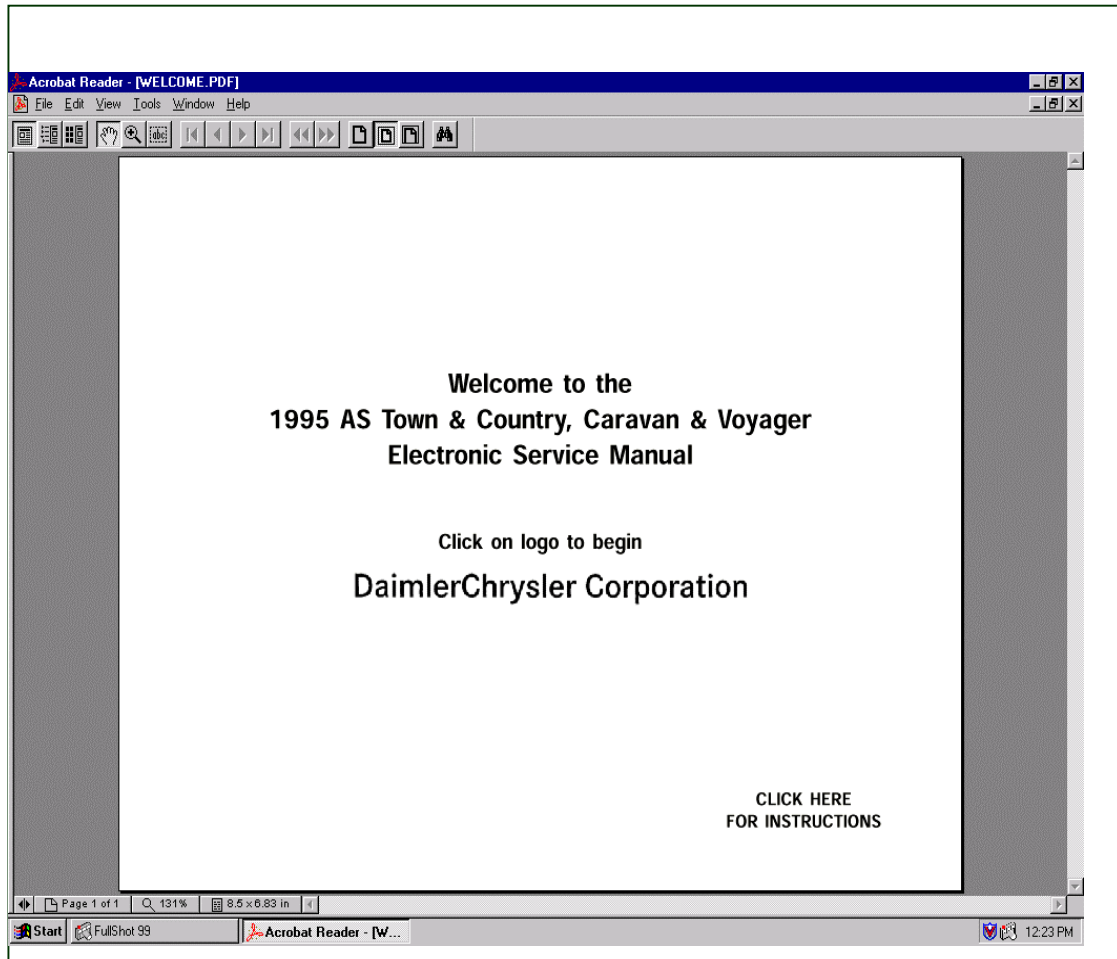 Acrobat Reader - [WELCOME.PDF]
File Edit View Tools Window Help
abc
Welcome to the
1995 AS Town & Country, Caravan & Voyager
Electronic Service Manual
Click on logo to begin
DaimlerChrysler Corporation
CLICK HERE
FOR INSTRUCTIONS
Page 1 of 1 131% 8.5 x 6.83 in
Start FullShot 99 Acrobat Reader - [W... 12:23 PM